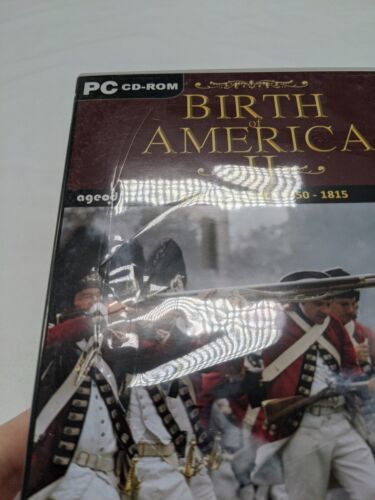 PC CD-ROM
BIRTH
of
AMERICA
II
ageod
50 - 1815